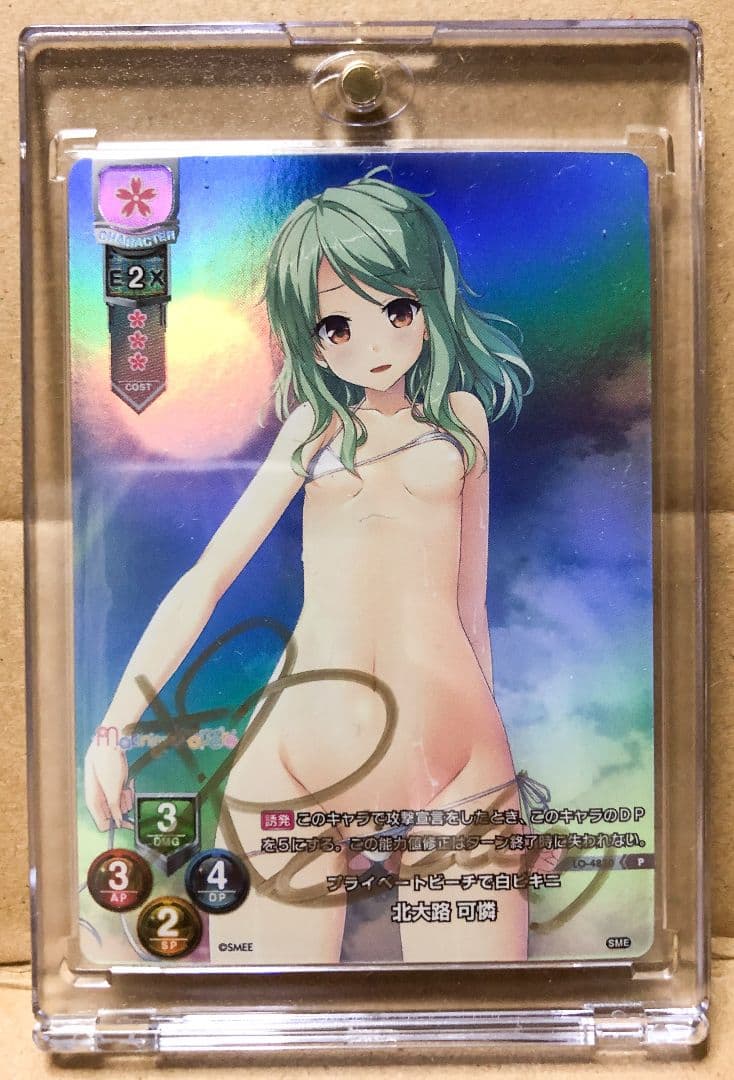 CHARACTER
EX 2
COST
Making*Lovers
3
DMG
3
AP
4
DP
2
SP
誘発 このキャラで攻撃宣言をしたとき、このキャラのDP
を5にする。この能力値修正はターン終了時に失われない。
P
プライベートビーチで白ビキニ
北大路 可憐
©SMEE
SME